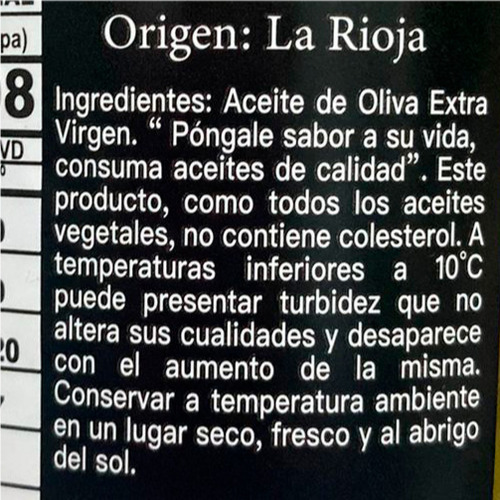 Origen: La Rioja
pa)
8
VD
Ingredientes: Aceite de Oliva Extra
Virgen. “ Póngale sabor a su vida,
consuma aceites de calidad”. Este
producto, como todos los aceites
vegetales, no contiene colesterol. A
temperaturas inferiores a 10°C
puede presentar turbidez que no
altera sus cualidades y desaparece
con el aumento de la misma.
Conservar a temperatura ambiente
en un lugar seco, fresco y al abrigo
del sol.